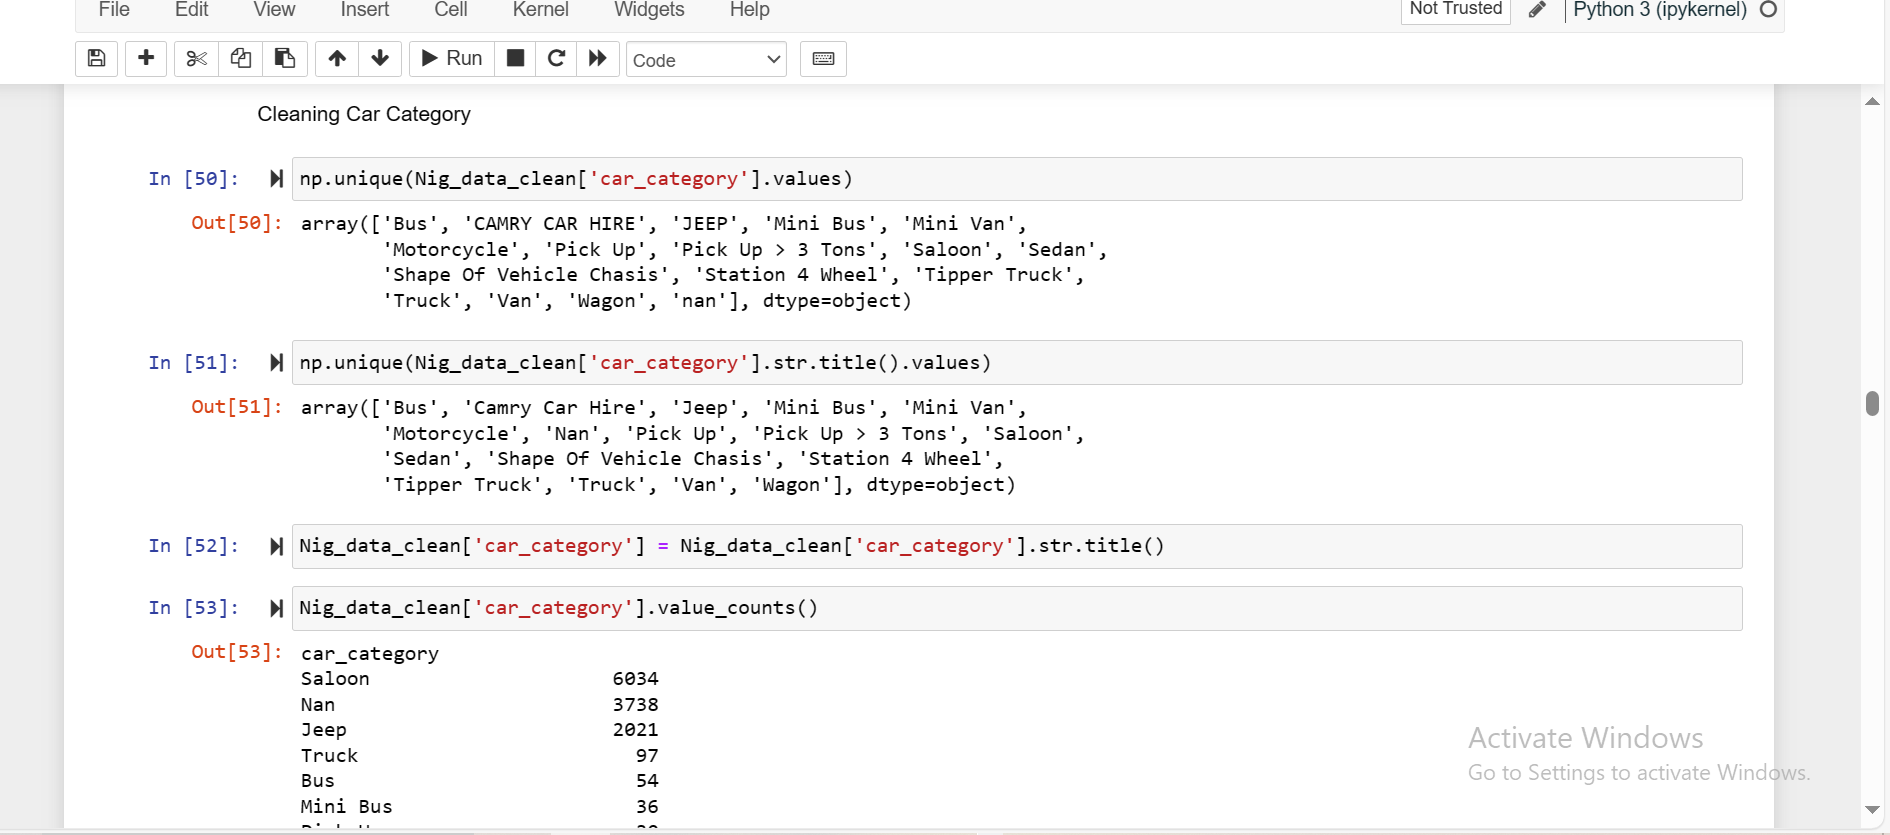 File Edit View Insert Cell Kernel Widgets Help Not Trusted Python 3 (ipykernel)
Run Code
Cleaning Car Category
In [50]: np.unique(Nig_data_clean['car_category'].values)
Out[50]: array(['Bus', 'CAMRY CAR HIRE', 'JEEP', 'Mini Bus', 'Mini Van',
'Motorcycle', 'Pick Up', 'Pick Up > 3 Tons', 'Saloon', 'Sedan',
'Shape Of Vehicle Chasis', 'Station 4 Wheel', 'Tipper Truck',
'Truck', 'Van', 'Wagon', 'nan'], dtype=object)
In [51]: np.unique(Nig_data_clean['car_category'].str.title().values)
Out[51]: array(['Bus', 'Camry Car Hire', 'Jeep', 'Mini Bus', 'Mini Van',
'Motorcycle', 'Nan', 'Pick Up', 'Pick Up > 3 Tons', 'Saloon',
'Sedan', 'Shape Of Vehicle Chasis', 'Station 4 Wheel',
'Tipper Truck', 'Truck', 'Van', 'Wagon'], dtype=object)
In [52]: Nig_data_clean['car_category'] = Nig_data_clean['car_category'].str.title()
In [53]: Nig_data_clean['car_category'].value_counts()
Out[53]: car_category
Saloon 6034
Nan 3738
Jeep 2021
Truck 97
Bus 54
Mini Bus 36
Activate Windows
Go to Settings to activate Windows.